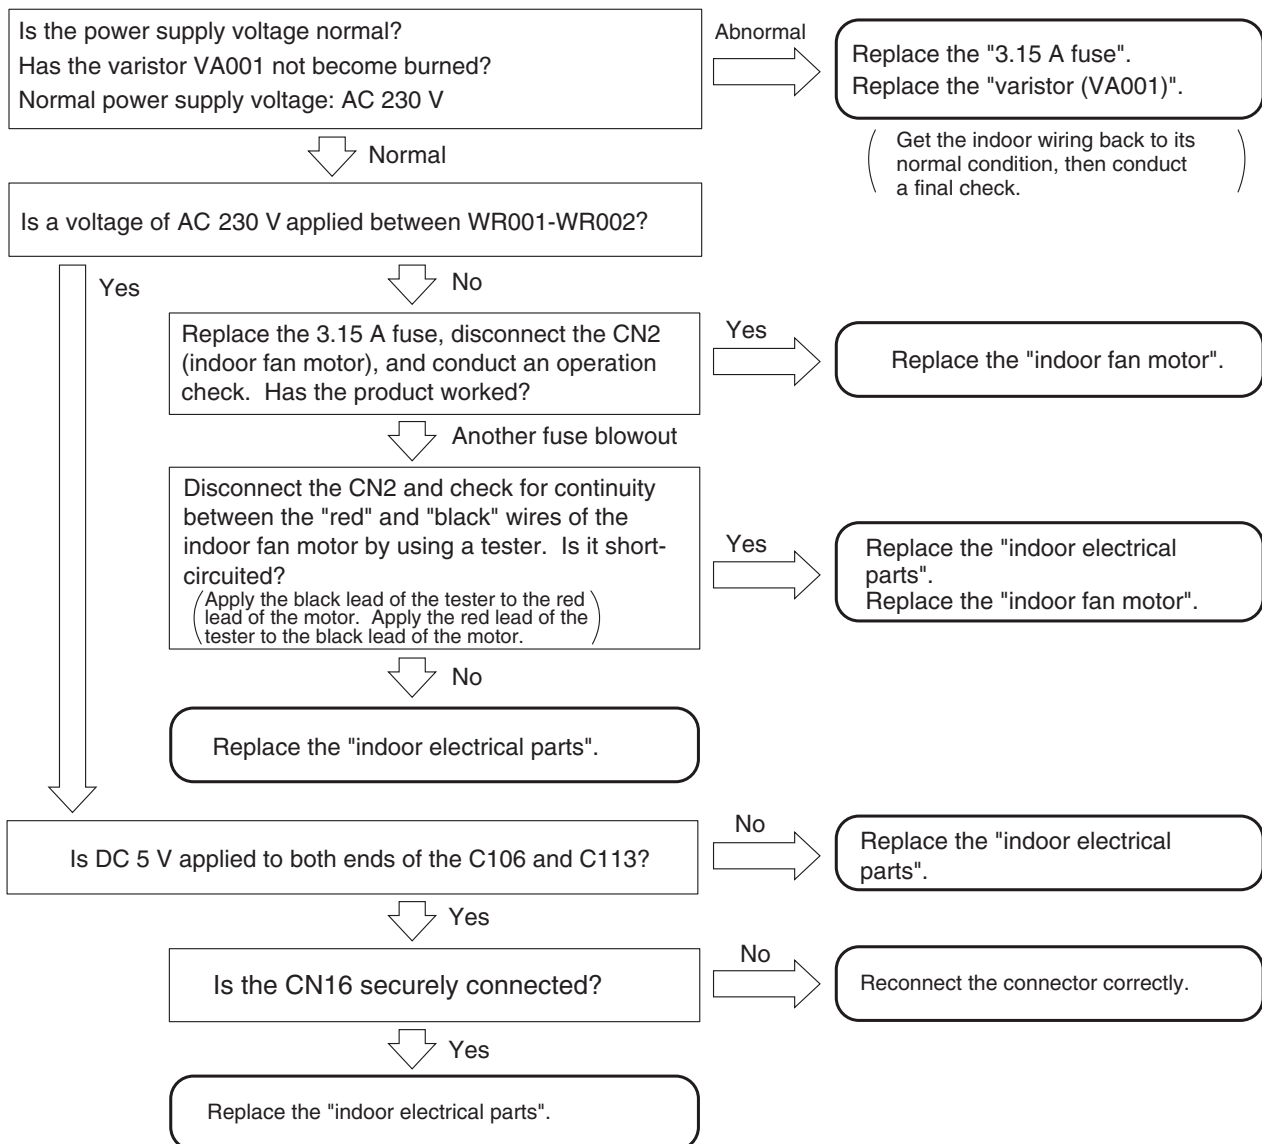 Is the power supply voltage normal?
Has the varistor VA001 not become burned?
Normal power supply voltage: AC 230 V
Abnormal
Replace the "3.15 A fuse".
Replace the "varistor (VA001)".
Get the indoor wiring back to its
normal condition, then conduct
a final check.
Normal
Is a voltage of AC 230 V applied between WR001-WR002?
Yes
No
Replace the 3.15 A fuse, disconnect the CN2
(indoor fan motor), and conduct an operation
check. Has the product worked?
Yes
Replace the "indoor fan motor".
Another fuse blowout
Disconnect the CN2 and check for continuity
between the "red" and "black" wires of the
indoor fan motor by using a tester. Is it short-
circuited?
Apply the black lead of the tester to the red
lead of the motor. Apply the red lead of the
tester to the black lead of the motor.
Yes
Replace the "indoor electrical
parts".
Replace the "indoor fan motor".
No
Replace the "indoor electrical parts".
Is DC 5 V applied to both ends of the C106 and C113?
No
Replace the "indoor electrical
parts".
Yes
Is the CN16 securely connected?
No
Reconnect the connector correctly.
Yes
Replace the "indoor electrical parts".